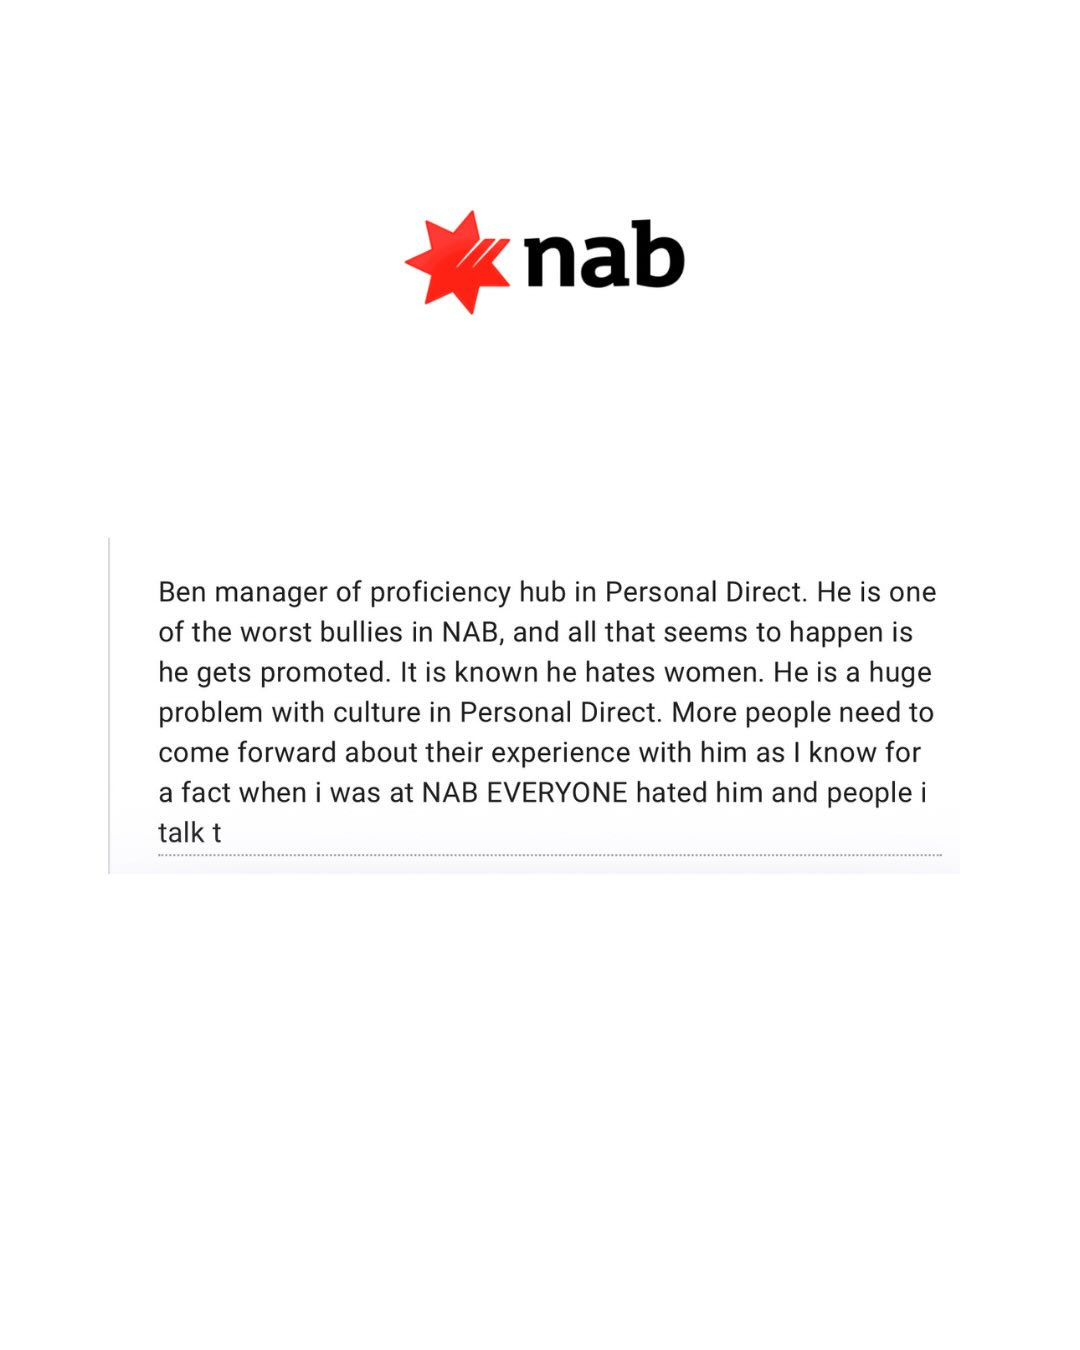 nab
Ben manager of proficiency hub in Personal Direct. He is one
of the worst bullies in NAB, and all that seems to happen is
he gets promoted. It is known he hates women. He is a huge
problem with culture in Personal Direct. More people need to
come forward about their experience with him as I know for
a fact when i was at NAB EVERYONE hated him and people i
talk t